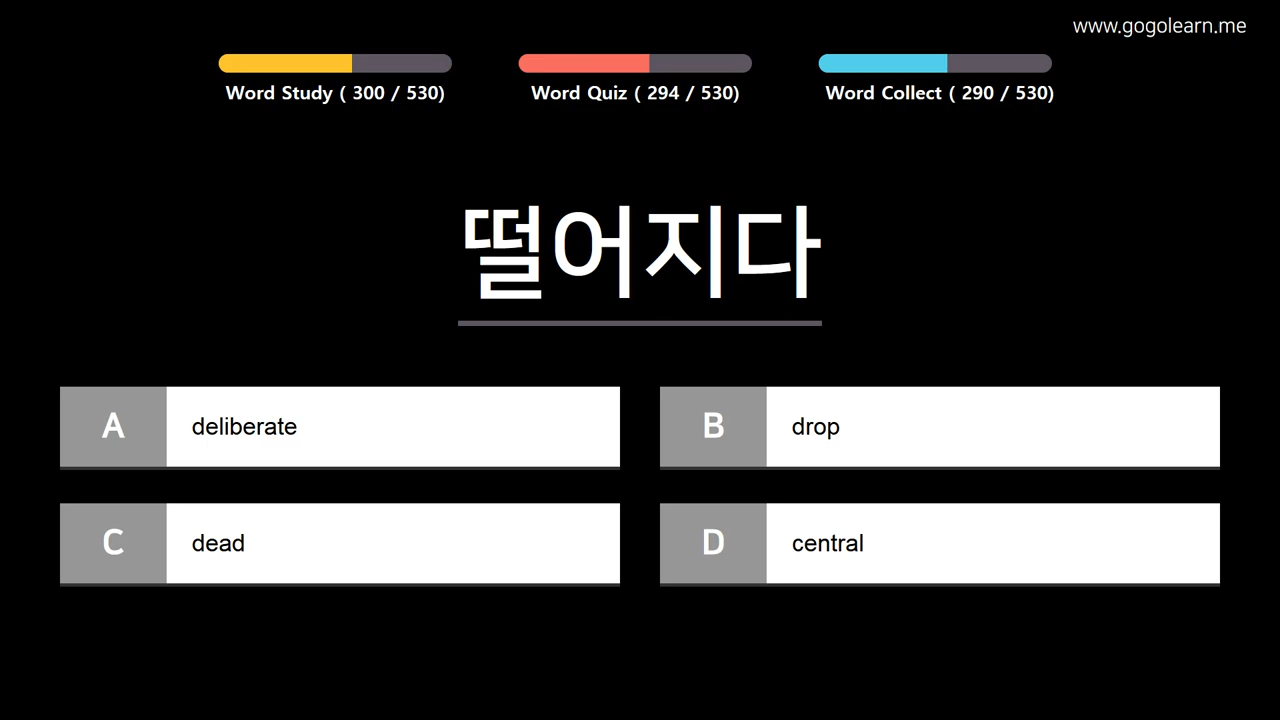 www.gogolearn.me
Word Study ( 300 / 530)
Word Quiz ( 294 / 530)
Word Collect ( 290 / 530)
떨어지다
A deliberate
B drop
C dead
D central